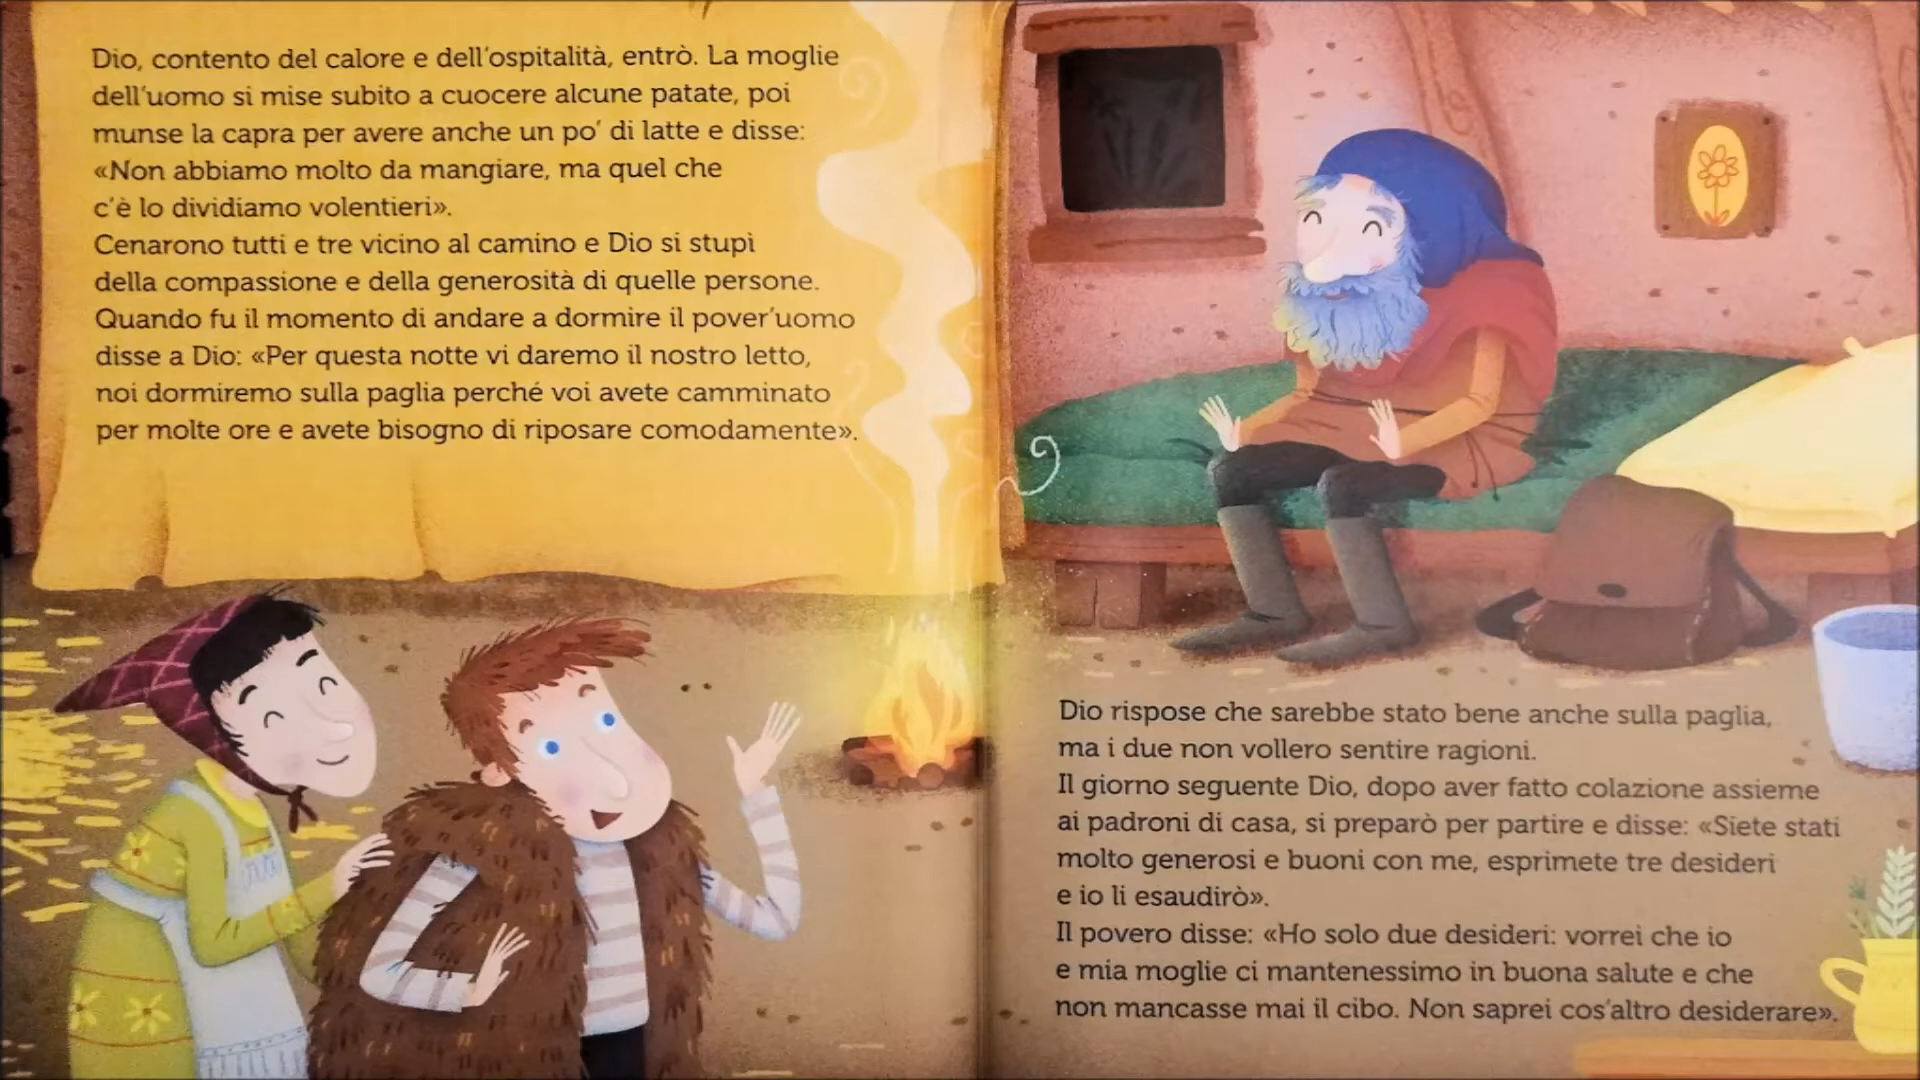 Dio, contento del calore e dell'ospitalità, entrò. La moglie
dell'uomo si mise subito a cuocere alcune patate, poi
munse la capra per avere anche un po' di latte e disse:
«Non abbiamo molto da mangiare, ma quel che
c'è lo dividiamo volentieri».
Cenarono tutti e tre vicino al camino e Dio si stupì
della compassione e della generosità di quelle persone.
Quando fu il momento di andare a dormire il pover'uomo
disse a Dio: «Per questa notte vi daremo il nostro letto,
noi dormiremo sulla paglia perché voi avete camminato
per molte ore e avete bisogno di riposare comodamente».
Dio rispose che sarebbe stato bene anche sulla paglia,
ma i due non vollero sentire ragioni.
Il giorno seguente Dio, dopo aver fatto colazione assieme
ai padroni di casa, si preparò per partire e disse: «Siete stati
molto generosi e buoni con me, esprimete tre desideri
e io li esaudirò».
Il povero disse: «Ho solo due desideri: vorrei che io
e mia moglie ci mantenessimo in buona salute e che
non mancasse mai il cibo. Non saprei cos'altro desiderare».